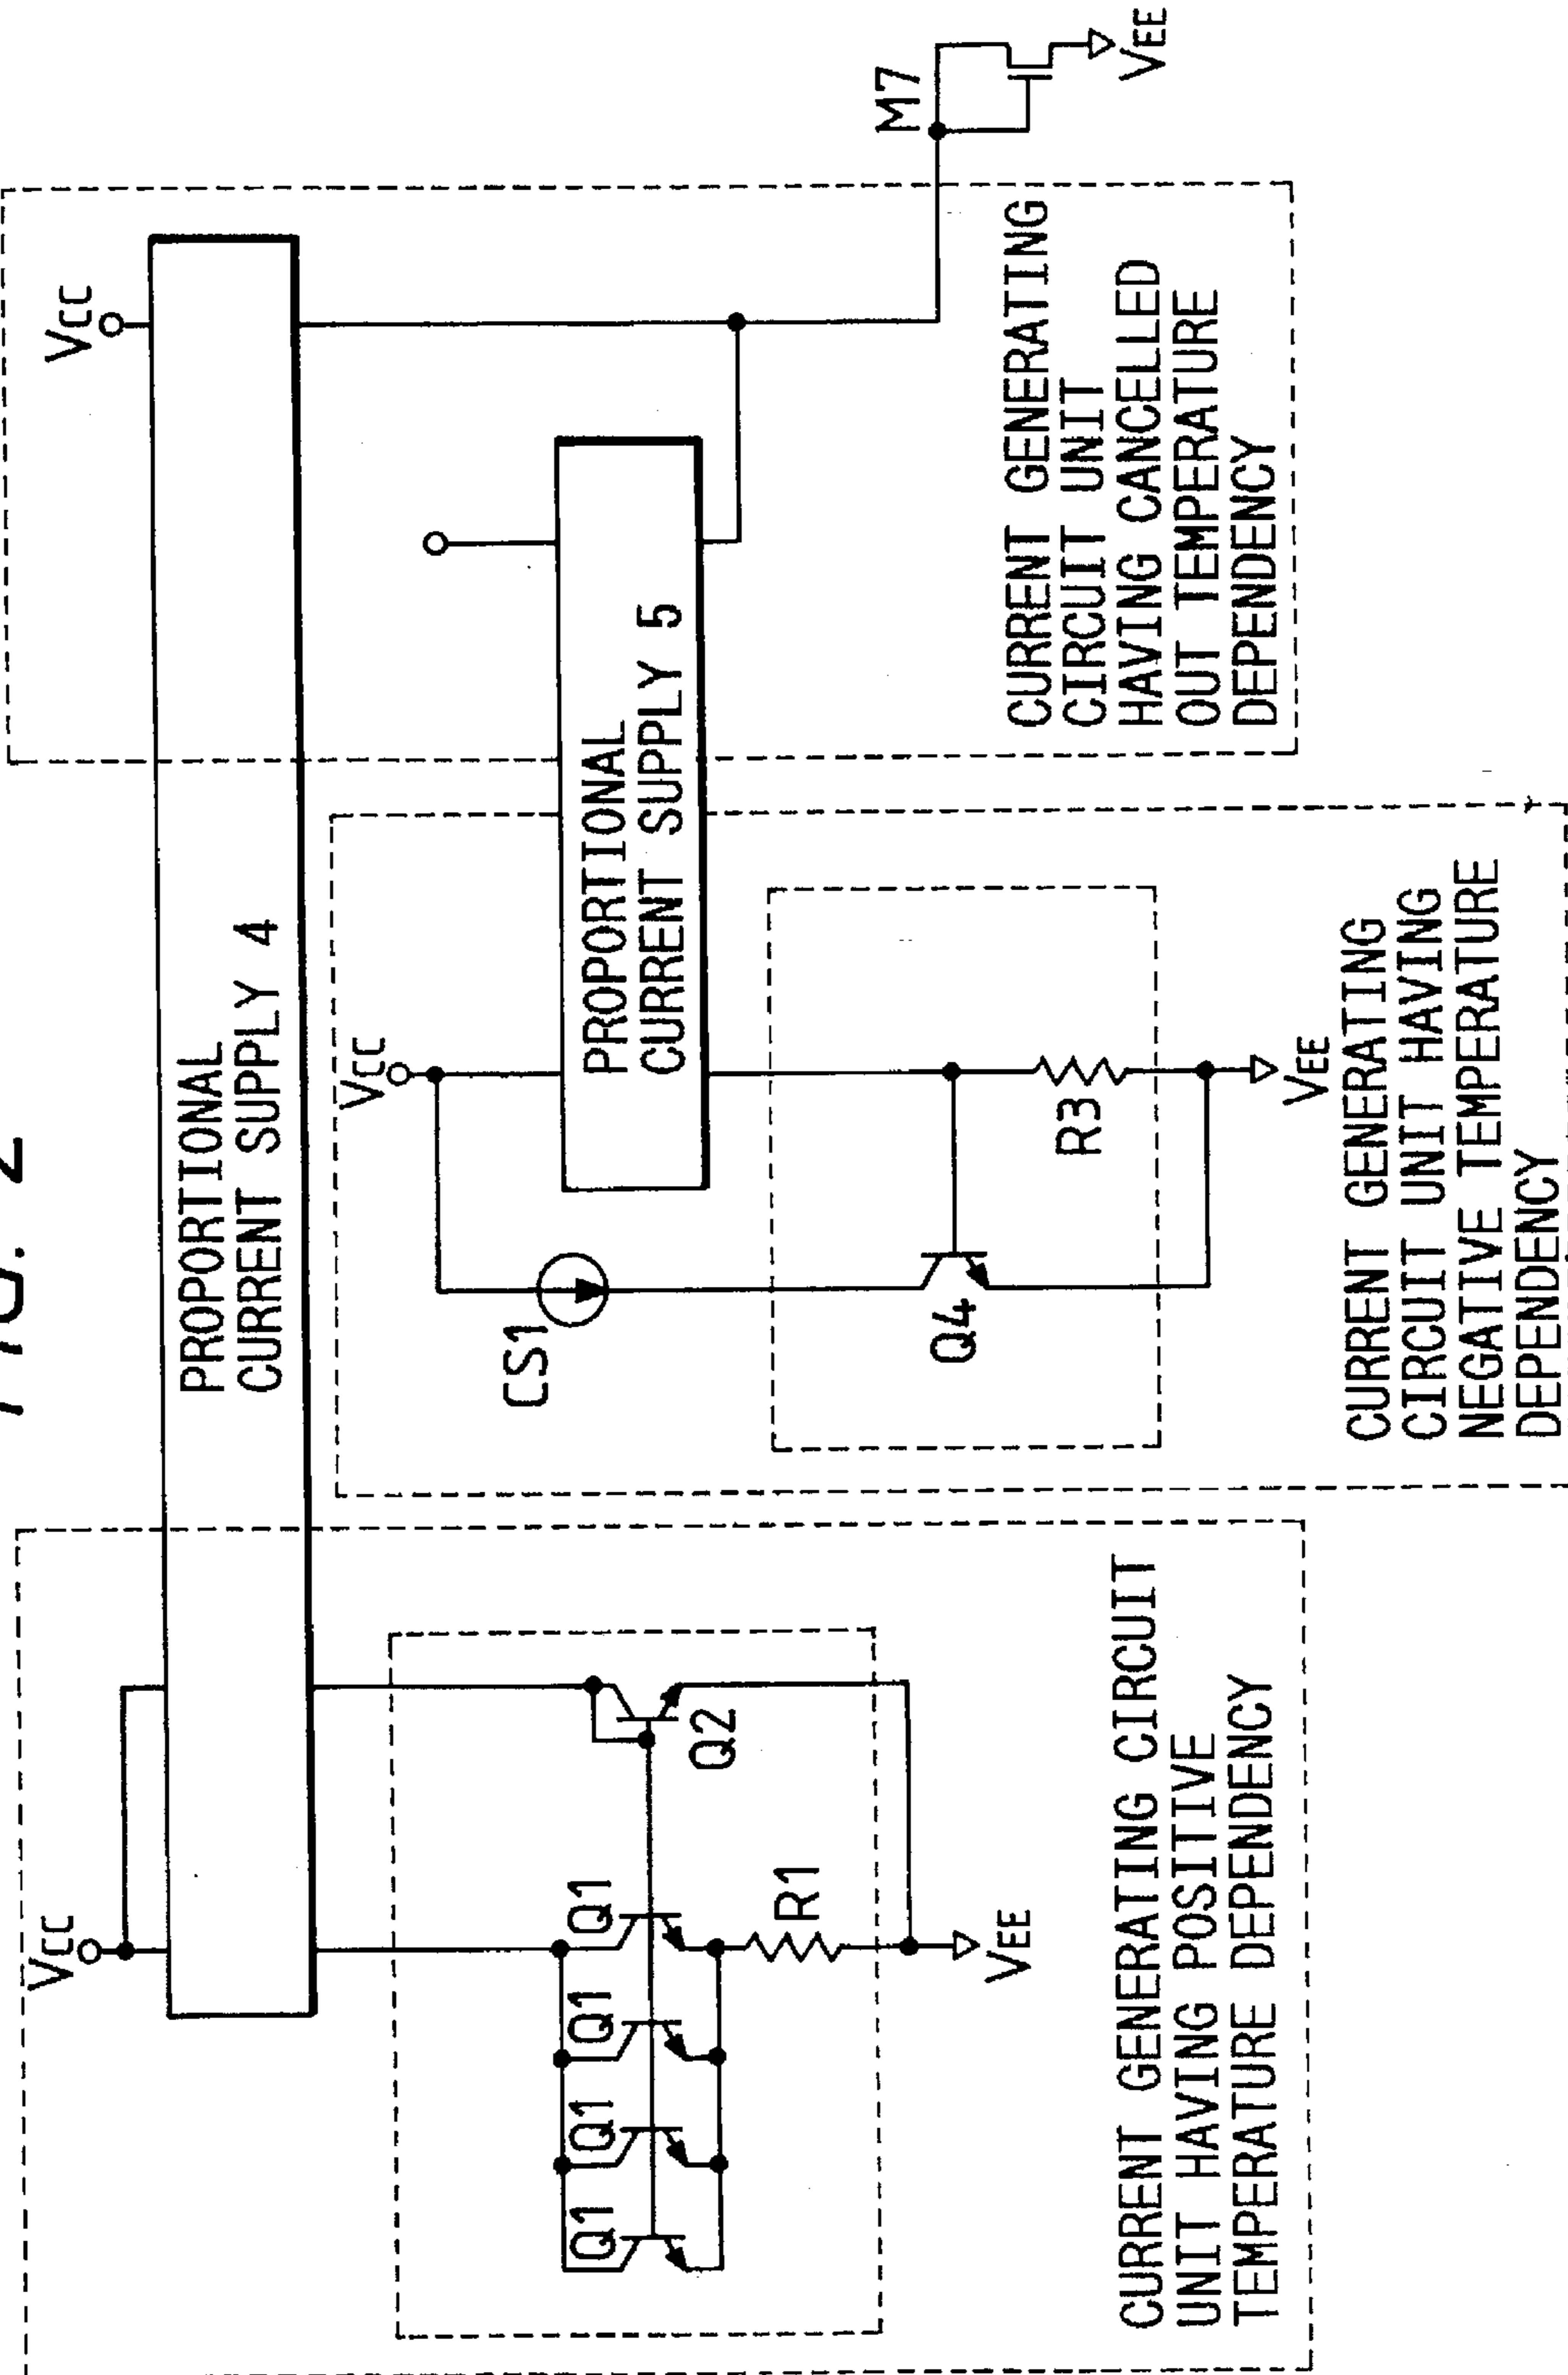 FIG. 2
VCC
PROPORTIONAL
CURRENT SUPPLY 4
VCC
VCC
CS1
PROPORTIONAL
CURRENT SUPPLY 5
Q1
Q1
Q1
Q1
Q2
R1
VEE
Q4
R3
VEE
M7
VEE
CURRENT GENERATING CIRCUIT
UNIT HAVING POSITIVE
TEMPERATURE DEPENDENCY
CURRENT GENERATING
CIRCUIT UNIT HAVING
NEGATIVE TEMPERATURE
DEPENDENCY
CURRENT GENERATING
CIRCUIT UNIT
HAVING CANCELLED
OUT TEMPERATURE
DEPENDENCY